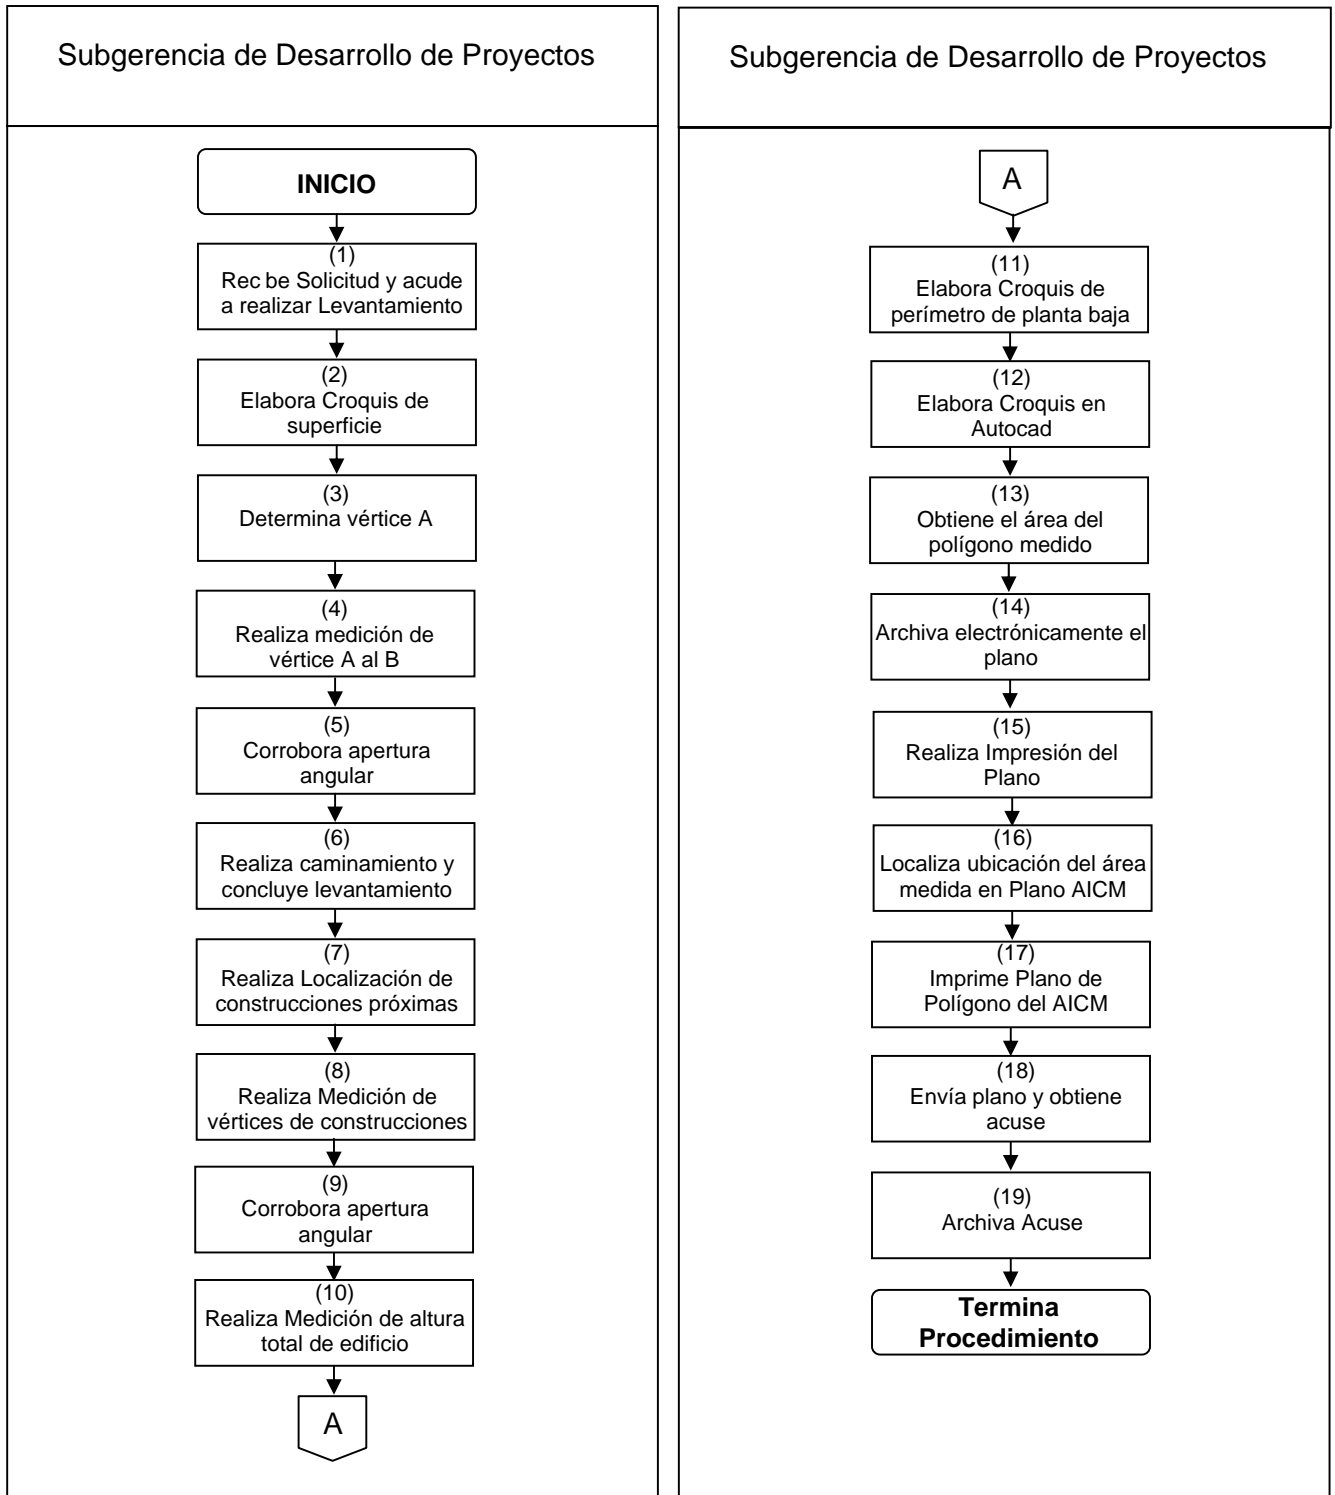 Subgerencia de Desarrollo de Proyectos
INICIO
(1)
Rec be Solicitud y acude
a realizar Levantamiento
(2)
Elabora Croquis de
superficie
(3)
Determina vértice A
(4)
Realiza medición de
vértice A al B
(5)
Corrobora apertura
angular
(6)
Realiza caminamiento y
concluye levantamiento
(7)
Realiza Localización de
construcciones próximas
(8)
Realiza Medición de
vértices de construcciones
(9)
Corrobora apertura
angular
(10)
Realiza Medición de altura
total de edificio
A
Subgerencia de Desarrollo de Proyectos
A
(11)
Elabora Croquis de
perímetro de planta baja
(12)
Elabora Croquis en
Autocad
(13)
Obtiene el área del
polígono medido
(14)
Archiva electrónicamente el
plano
(15)
Realiza Impresión del
Plano
(16)
Localiza ubicación del área
medida en Plano AICM
(17)
Imprime Plano de
Polígono del AICM
(18)
Envía plano y obtiene
acuse
(19)
Archiva Acuse
Termina
Procedimiento